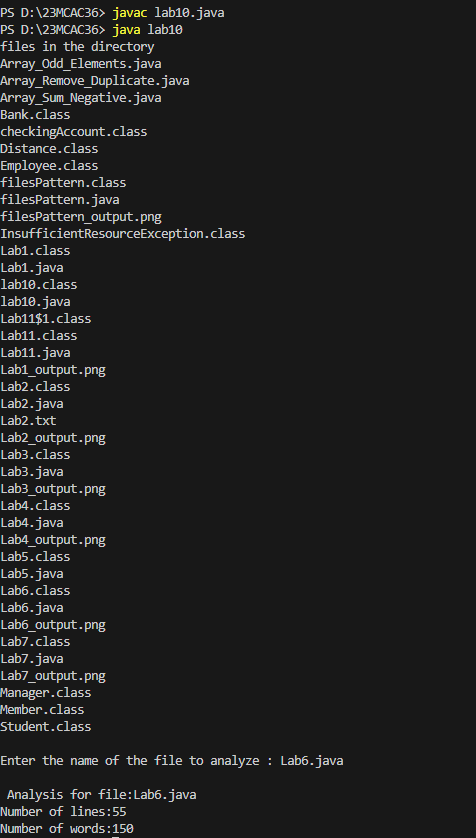 PS D:\23MCAC36> javac lab10.java
PS D:\23MCAC36> java lab10
files in the directory
Array_Odd_Elements.java
Array_Remove_Duplicate.java
Array_Sum_Negative.java
Bank.class
checkingAccount.class
Distance.class
Employee.class
filesPattern.class
filesPattern.java
filesPattern_output.png
InsufficientResourceException.class
Lab1.class
Lab1.java
lab10.class
lab10.java
Lab11$1.class
Lab11.class
Lab11.java
Lab1_output.png
Lab2.class
Lab2.java
Lab2.txt
Lab2_output.png
Lab3.class
Lab3.java
Lab3_output.png
Lab4.class
Lab4.java
Lab4_output.png
Lab5.class
Lab5.java
Lab6.class
Lab6.java
Lab6_output.png
Lab7.class
Lab7.java
Lab7_output.png
Manager.class
Member.class
Student.class
Enter the name of the file to analyze : Lab6.java
Analysis for file:Lab6.java
Number of lines:55
Number of words:150